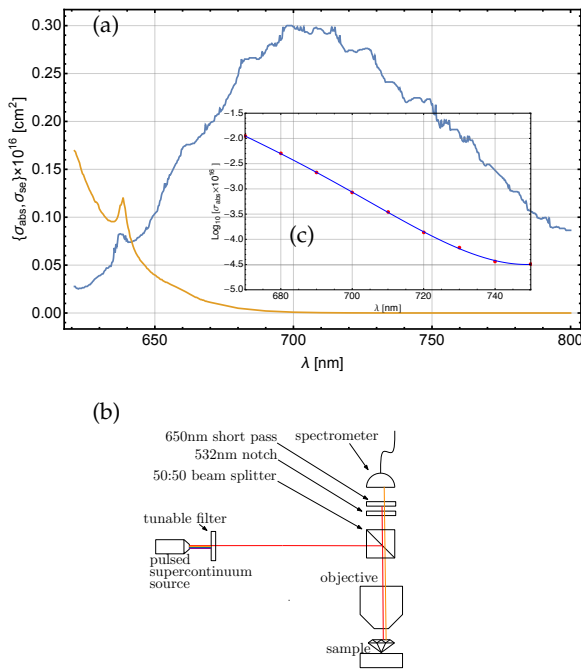 (a)
{σabs, σse}×10^16 [cm²]
0.30
0.25
0.20
0.15
0.10
0.05
0.00
650
700
750
800
λ [nm]
(c)
Log10 [σabs×10^16]
-1.5
-2.0
-2.5
-3.0
-3.5
-4.0
-4.5
-5.0
680
700
720
740
λ [nm]
(b)
650nm short pass
spectrometer
532nm notch
50:50 beam splitter
tunable filter
pulsed
supercontinuum
source
objective
sample